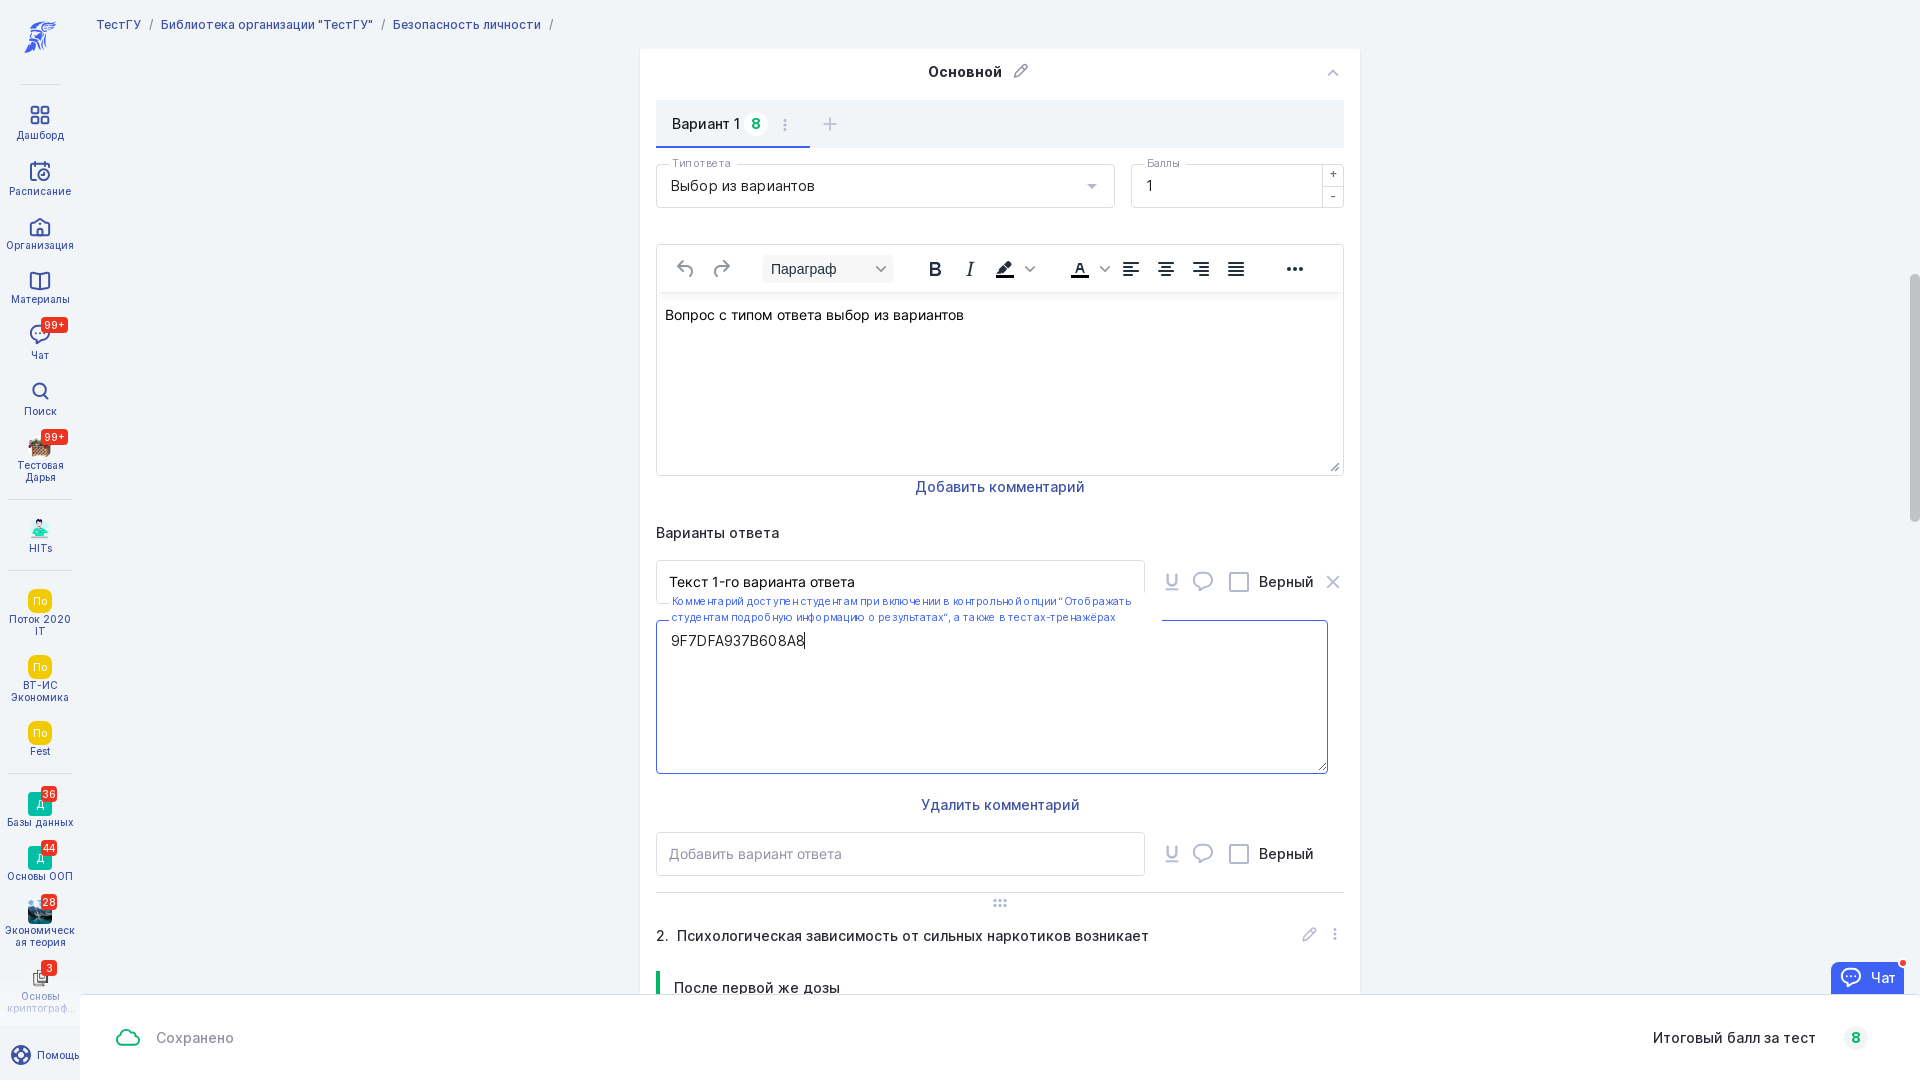 ТестГУ / Библиотека организации "ТестГУ" / Безопасность личности /
Дашборд
Расписание
Организация
Материалы
99+
Чат
Поиск
99+
Тестовая
Дарья
HITs
По
Поток 2020
IT
По
ВТ-ИС
Экономика
По
Fest
36
Д
Базы данных
44
Д
Основы ООП
28
Экономическ
ая теория
3
Основы
криптограф...
Помощь
Основной
Вариант 1 8
Тип ответа
Выбор из вариантов
Баллы
1
+
-
Параграф
B I A
Вопрос с типом ответа выбор из вариантов
Добавить комментарий
Варианты ответа
Текст 1-го варианта ответа
Верный
Комментарий доступен студентам при включении в контрольной опции “Отображать
студентам подробную информацию о результатах“, а также в тестах-тренажёрах
9F7DFA937B608A8
Удалить комментарий
Добавить вариант ответа
Верный
2. Психологическая зависимость от сильных наркотиков возникает
После первой же дозы
Чат
Сохранено
Итоговый балл за тест 8